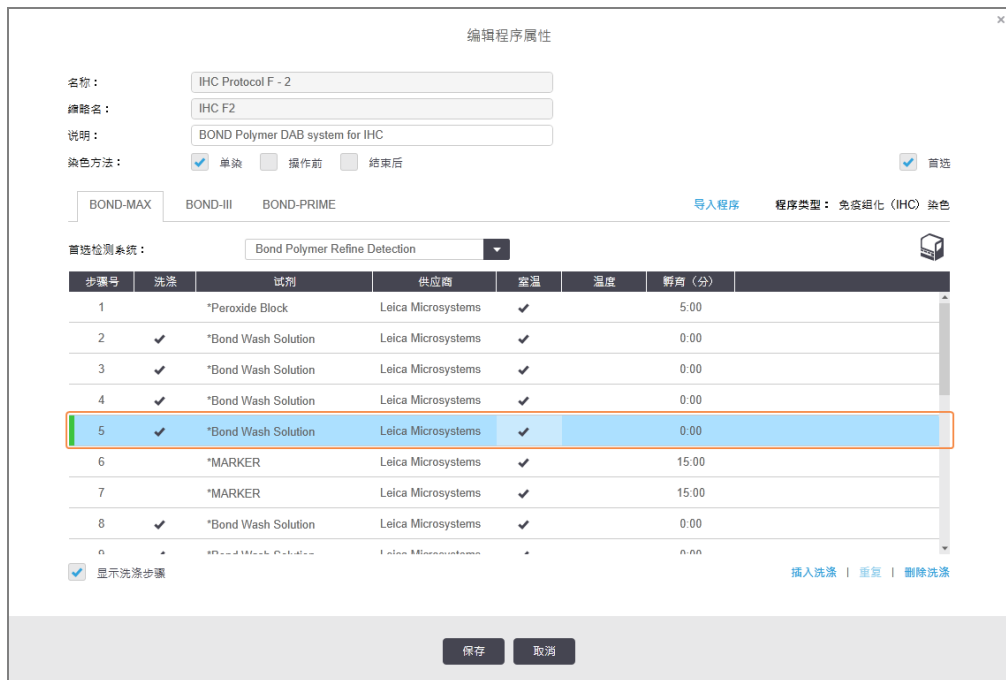 编辑程序属性
名称： IHC Protocol F - 2
缩略名： IHC F2
说明： BOND Polymer DAB system for IHC
染色方法： 单染 操作前 结束后 首选
BOND-MAX BOND-III BOND-PRIME 导入程序 程序类型： 免疫组化（IHC）染色
首选检测系统： Bond Polymer Refine Detection
步骤号 洗涤 试剂 供应商 室温 温度 孵育（分）
1 *Peroxide Block Leica Microsystems 5:00
2 *Bond Wash Solution Leica Microsystems 0:00
3 *Bond Wash Solution Leica Microsystems 0:00
4 *Bond Wash Solution Leica Microsystems 0:00
5 *Bond Wash Solution Leica Microsystems 0:00
6 *MARKER Leica Microsystems 15:00
7 *MARKER Leica Microsystems 15:00
8 *Bond Wash Solution Leica Microsystems 0:00
9 *Bond Wash Solution Leica Microsystems 0:00
显示洗涤步骤 插入洗涤 | 重复 | 删除洗涤
保存 取消